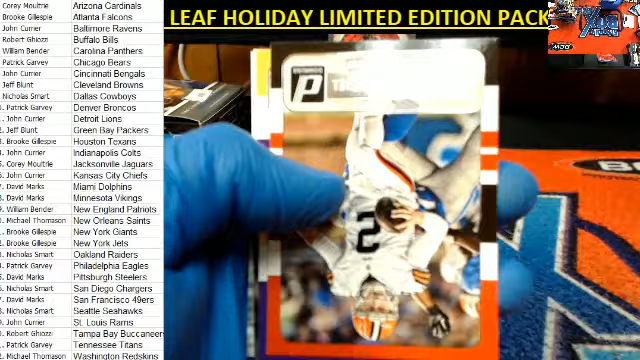 LEAF HOLIDAY LIMITED EDITION PACK
Corey Moultrie Arizona Cardinals
Brooke Gillespie Atlanta Falcons
John Currier Baltimore Ravens
Robert Ghiozzi Buffalo Bills
William Bender Carolina Panthers
Patrick Garvey Chicago Bears
John Currier Cincinnati Bengals
Jeff Blunt Cleveland Browns
Nicholas Smart Dallas Cowboys
Patrick Garvey Denver Broncos
John Currier Detroit Lions
Jeff Blunt Green Bay Packers
Brooke Gillespie Houston Texans
John Currier Indianapolis Colts
Corey Moultrie Jacksonville Jaguars
John Currier Kansas City Chiefs
David Marks Miami Dolphins
David Marks Minnesota Vikings
William Bender New England Patriots
Michael Thomason New Orleans Saints
Brooke Gillespie New York Giants
Brooke Gillespie New York Jets
Nicholas Smart Oakland Raiders
Patrick Garvey Philadelphia Eagles
David Marks Pittsburgh Steelers
Nicholas Smart San Diego Chargers
David Marks San Francisco 49ers
Nicholas Smart Seattle Seahawks
John Currier St. Louis Rams
Robert Ghiozzi Tampa Bay Buccaneers
Patrick Garvey Tennessee Titans
Michael Thomason Washington Redskins
P
2